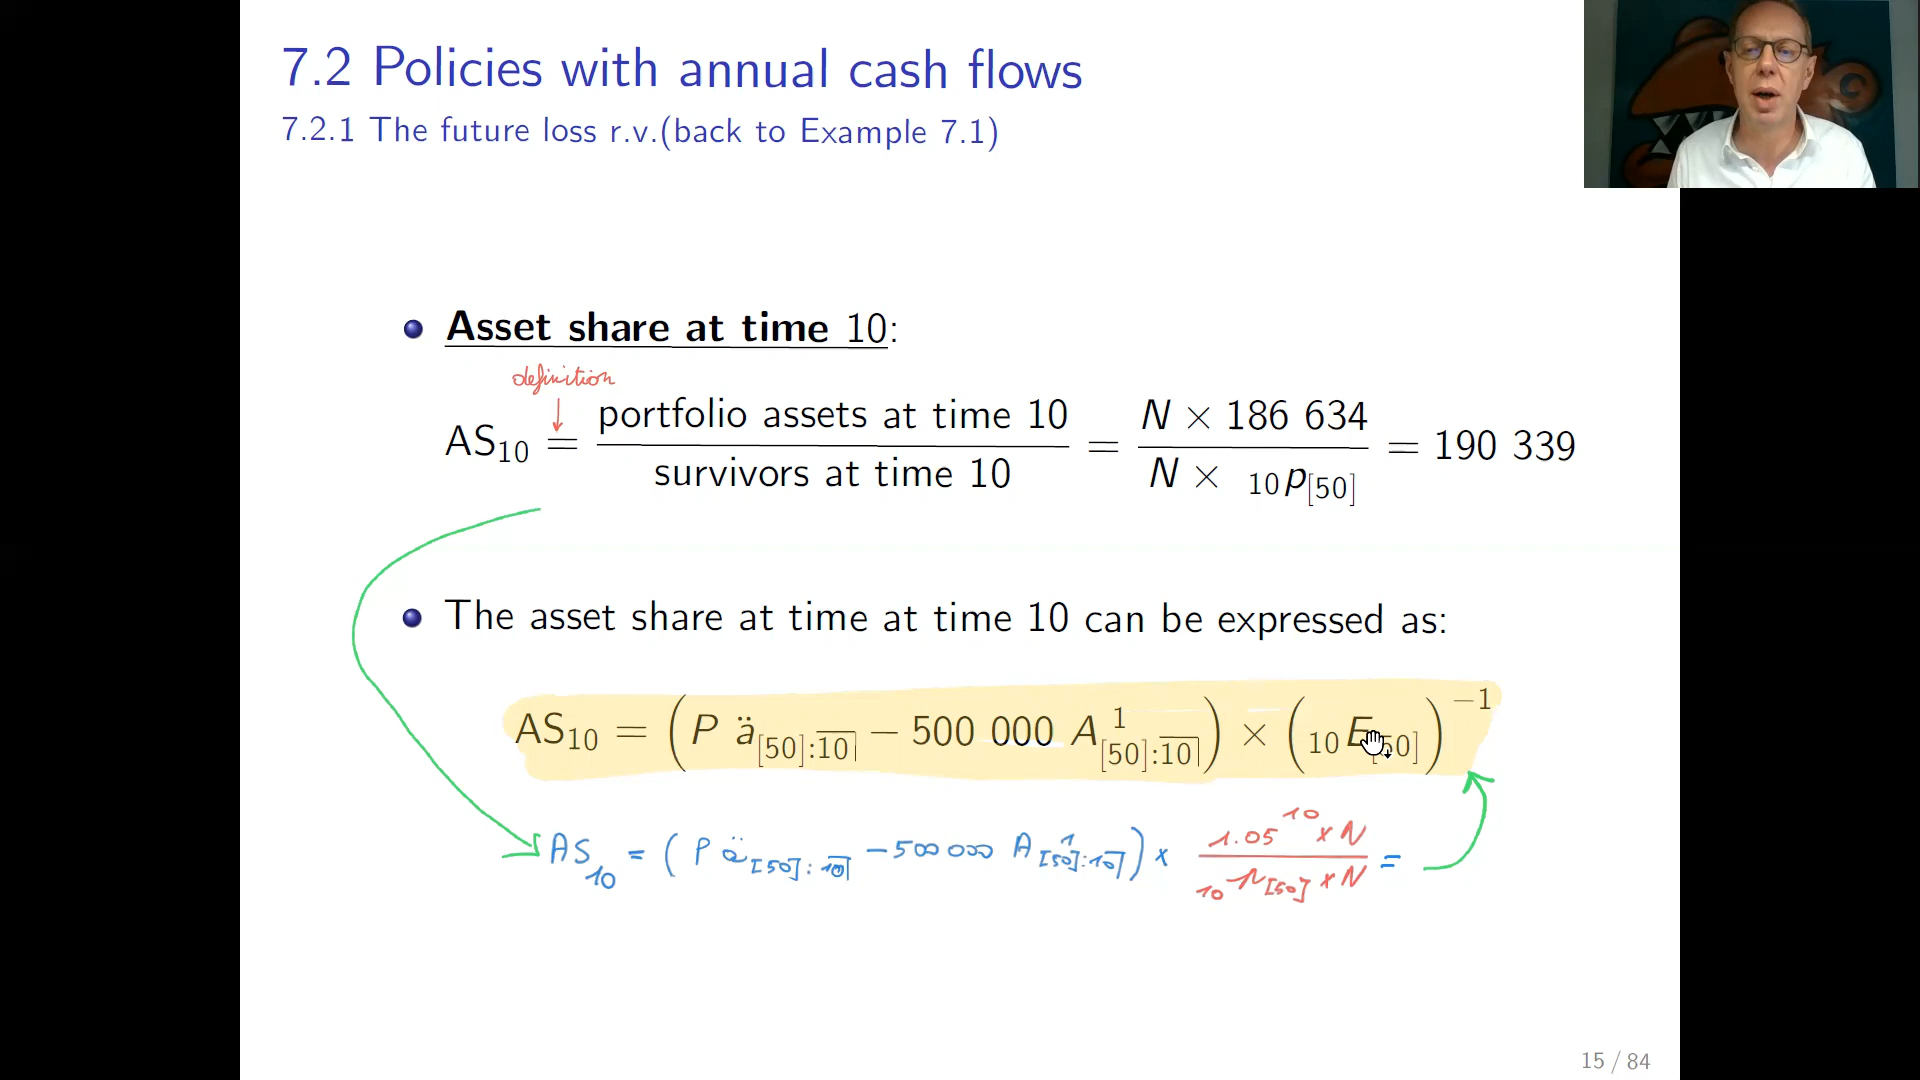 7.2 Policies with annual cash flows
7.2.1 The future loss r.v.(back to Example 7.1)
Asset share at time 10:
definition
AS₁₀ = portfolio assets at time 10 / survivors at time 10 = N × 186 634 / N × ₁₀p[50] = 190 339
The asset share at time at time 10 can be expressed as:
AS₁₀ = (P ä[50]:10̅| − 500 000 A¹[50]:10̅|) × (₁₀E[50])⁻¹
AS₁₀ = (P ä[50]:10̅| − 500 000 A¹[50]:10̅|) × 1.05¹⁰ × N / ₁₀p[50] × N =
15 / 84